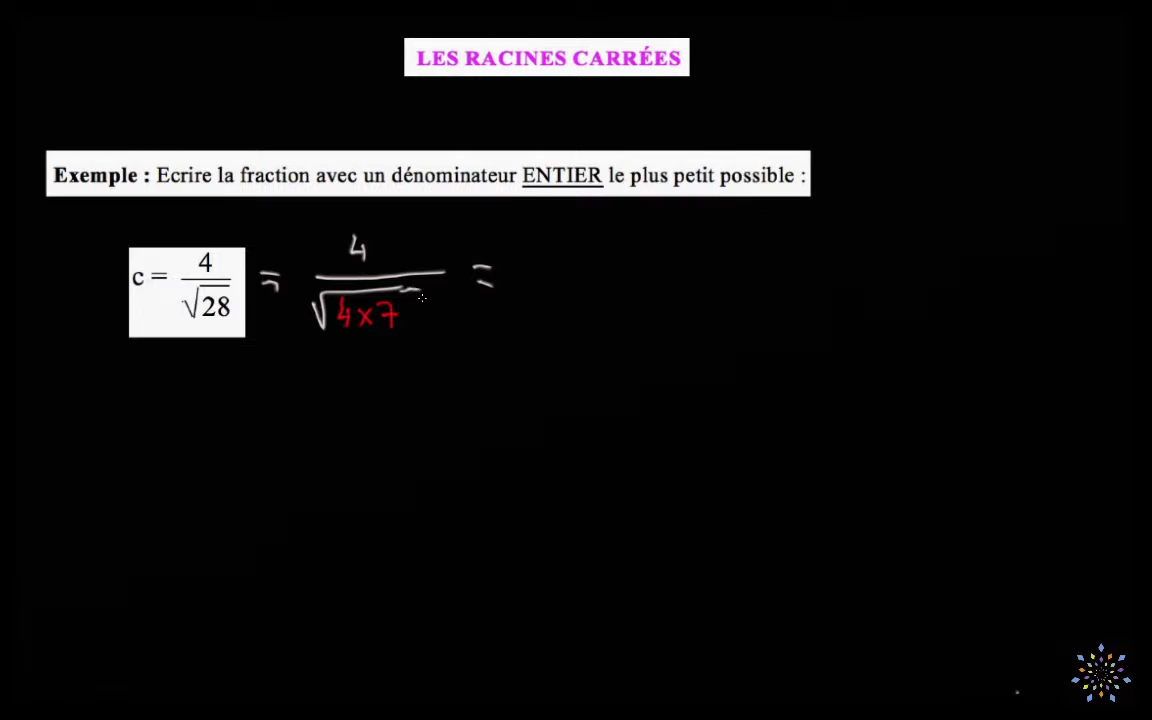 LES RACINES CARRÉES
Exemple : Ecrire la fraction avec un dénominateur ENTIER le plus petit possible :
c = 4/√28 = 4/√(4×7) =